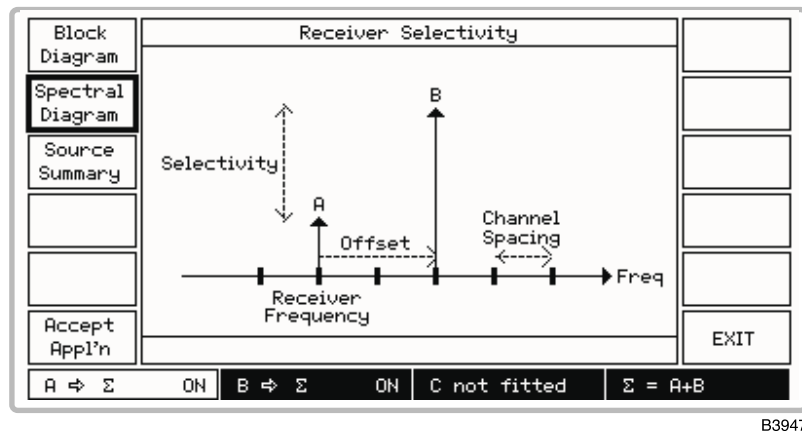 Receiver Selectivity
Block
Diagram
Spectral
Diagram
Source
Summary
Accept
Appl'n
B
Selectivity
A
Offset
Channel
Spacing
Freq
Receiver
Frequency
EXIT
A ⇨ Σ ON
B ⇨ Σ ON
C not fitted
Σ = A+B
B3947